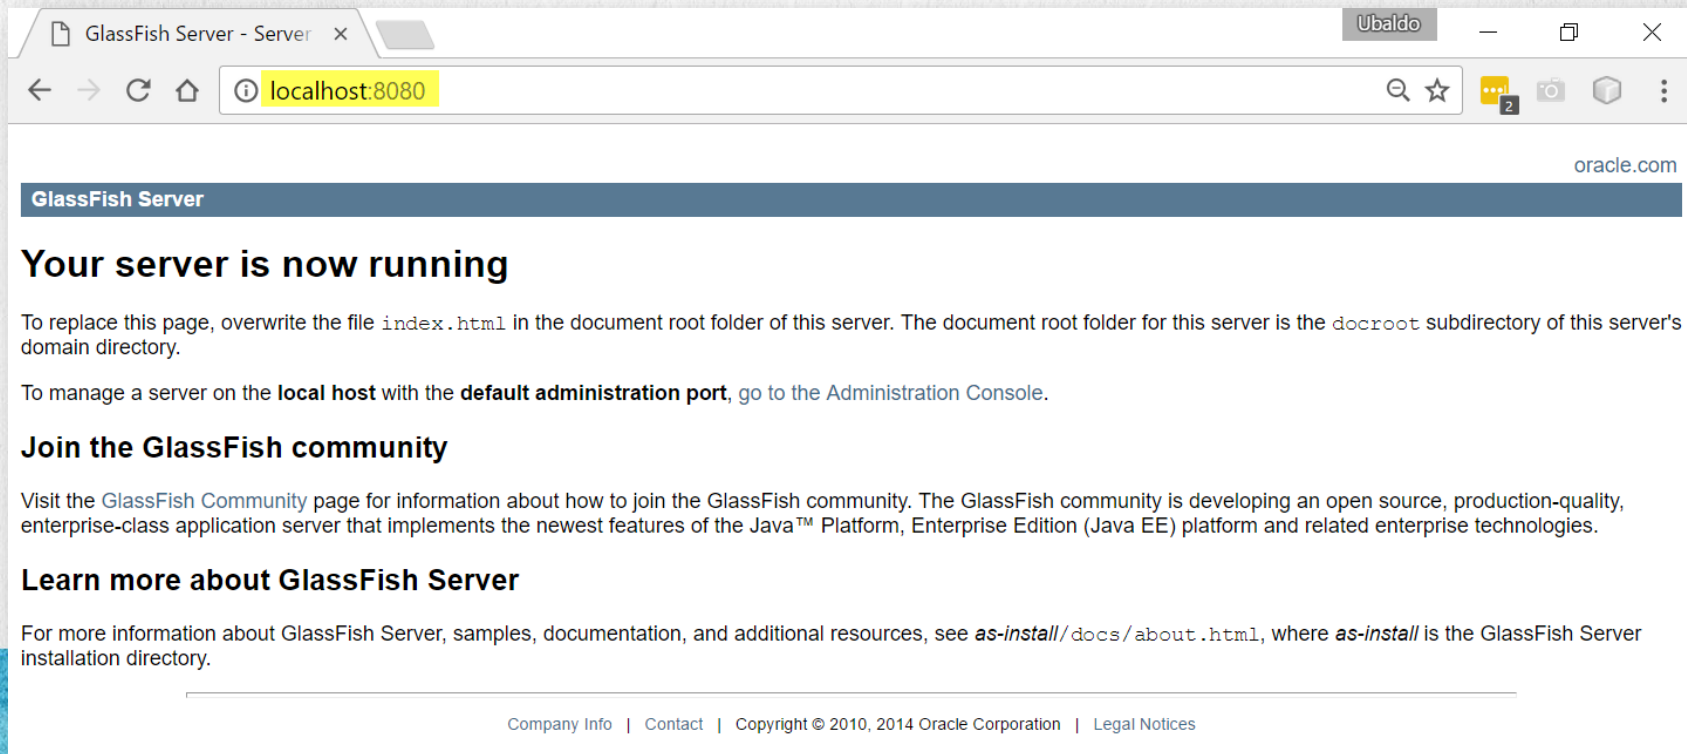 GlassFish Server - Server
Ubaldo
localhost:8080
2
oracle.com
GlassFish Server
Your server is now running
To replace this page, overwrite the file index.html in the document root folder of this server. The document root folder for this server is the docroot subdirectory of this server's
domain directory.
To manage a server on the local host with the default administration port, go to the Administration Console.
Join the GlassFish community
Visit the GlassFish Community page for information about how to join the GlassFish community. The GlassFish community is developing an open source, production-quality,
enterprise-class application server that implements the newest features of the Java™ Platform, Enterprise Edition (Java EE) platform and related enterprise technologies.
Learn more about GlassFish Server
For more information about GlassFish Server, samples, documentation, and additional resources, see as-install/docs/about.html, where as-install is the GlassFish Server
installation directory.
Company Info | Contact | Copyright © 2010, 2014 Oracle Corporation | Legal Notices